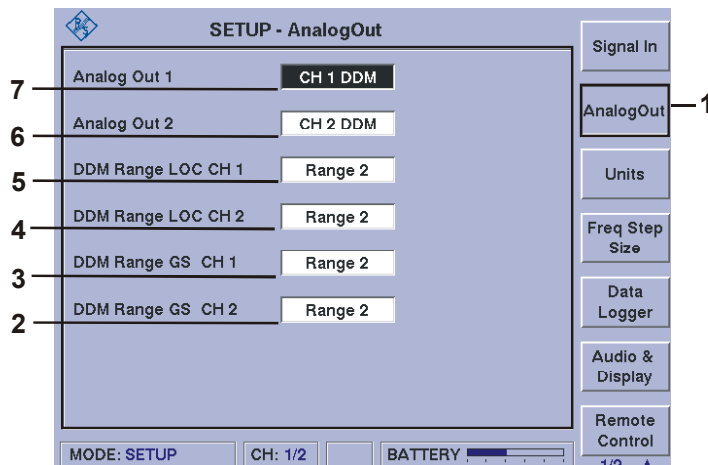 SETUP - AnalogOut
Signal In
7 Analog Out 1 CH 1 DDM
AnalogOut 1
6 Analog Out 2 CH 2 DDM
5 DDM Range LOC CH 1 Range 2
Units
4 DDM Range LOC CH 2 Range 2
Freq Step
Size
3 DDM Range GS CH 1 Range 2
2 DDM Range GS CH 2 Range 2
Data
Logger
Audio &
Display
Remote
Control
MODE: SETUP CH: 1/2 BATTERY
1/2